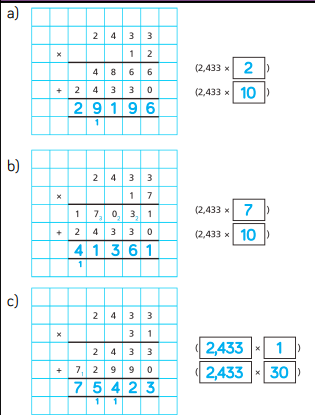 a)
2 4 3 3
× 1 2
4 8 6 6 (2,433 × 2 )
+ 2 4 3 3 0 (2,433 × 10 )
2 9 1 9 6
1
b)
2 4 3 3
× 1 7
1 7 3 0 2 3 2 1 (2,433 × 7 )
+ 2 4 3 3 0 (2,433 × 10 )
4 1 3 6 1
1
c)
2 4 3 3
× 3 1
2 4 3 3 ( 2,433 × 1 )
+ 7 1 2 9 9 0 ( 2,433 × 30 )
7 5 4 2 3
1 1